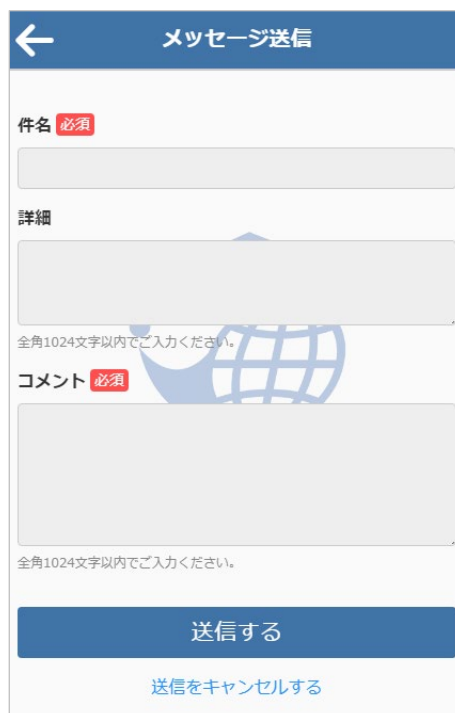 メッセージ送信
件名 必須
詳細
全角1024文字以内でご入力ください。
コメント 必須
全角1024文字以内でご入力ください。
送信する
送信をキャンセルする